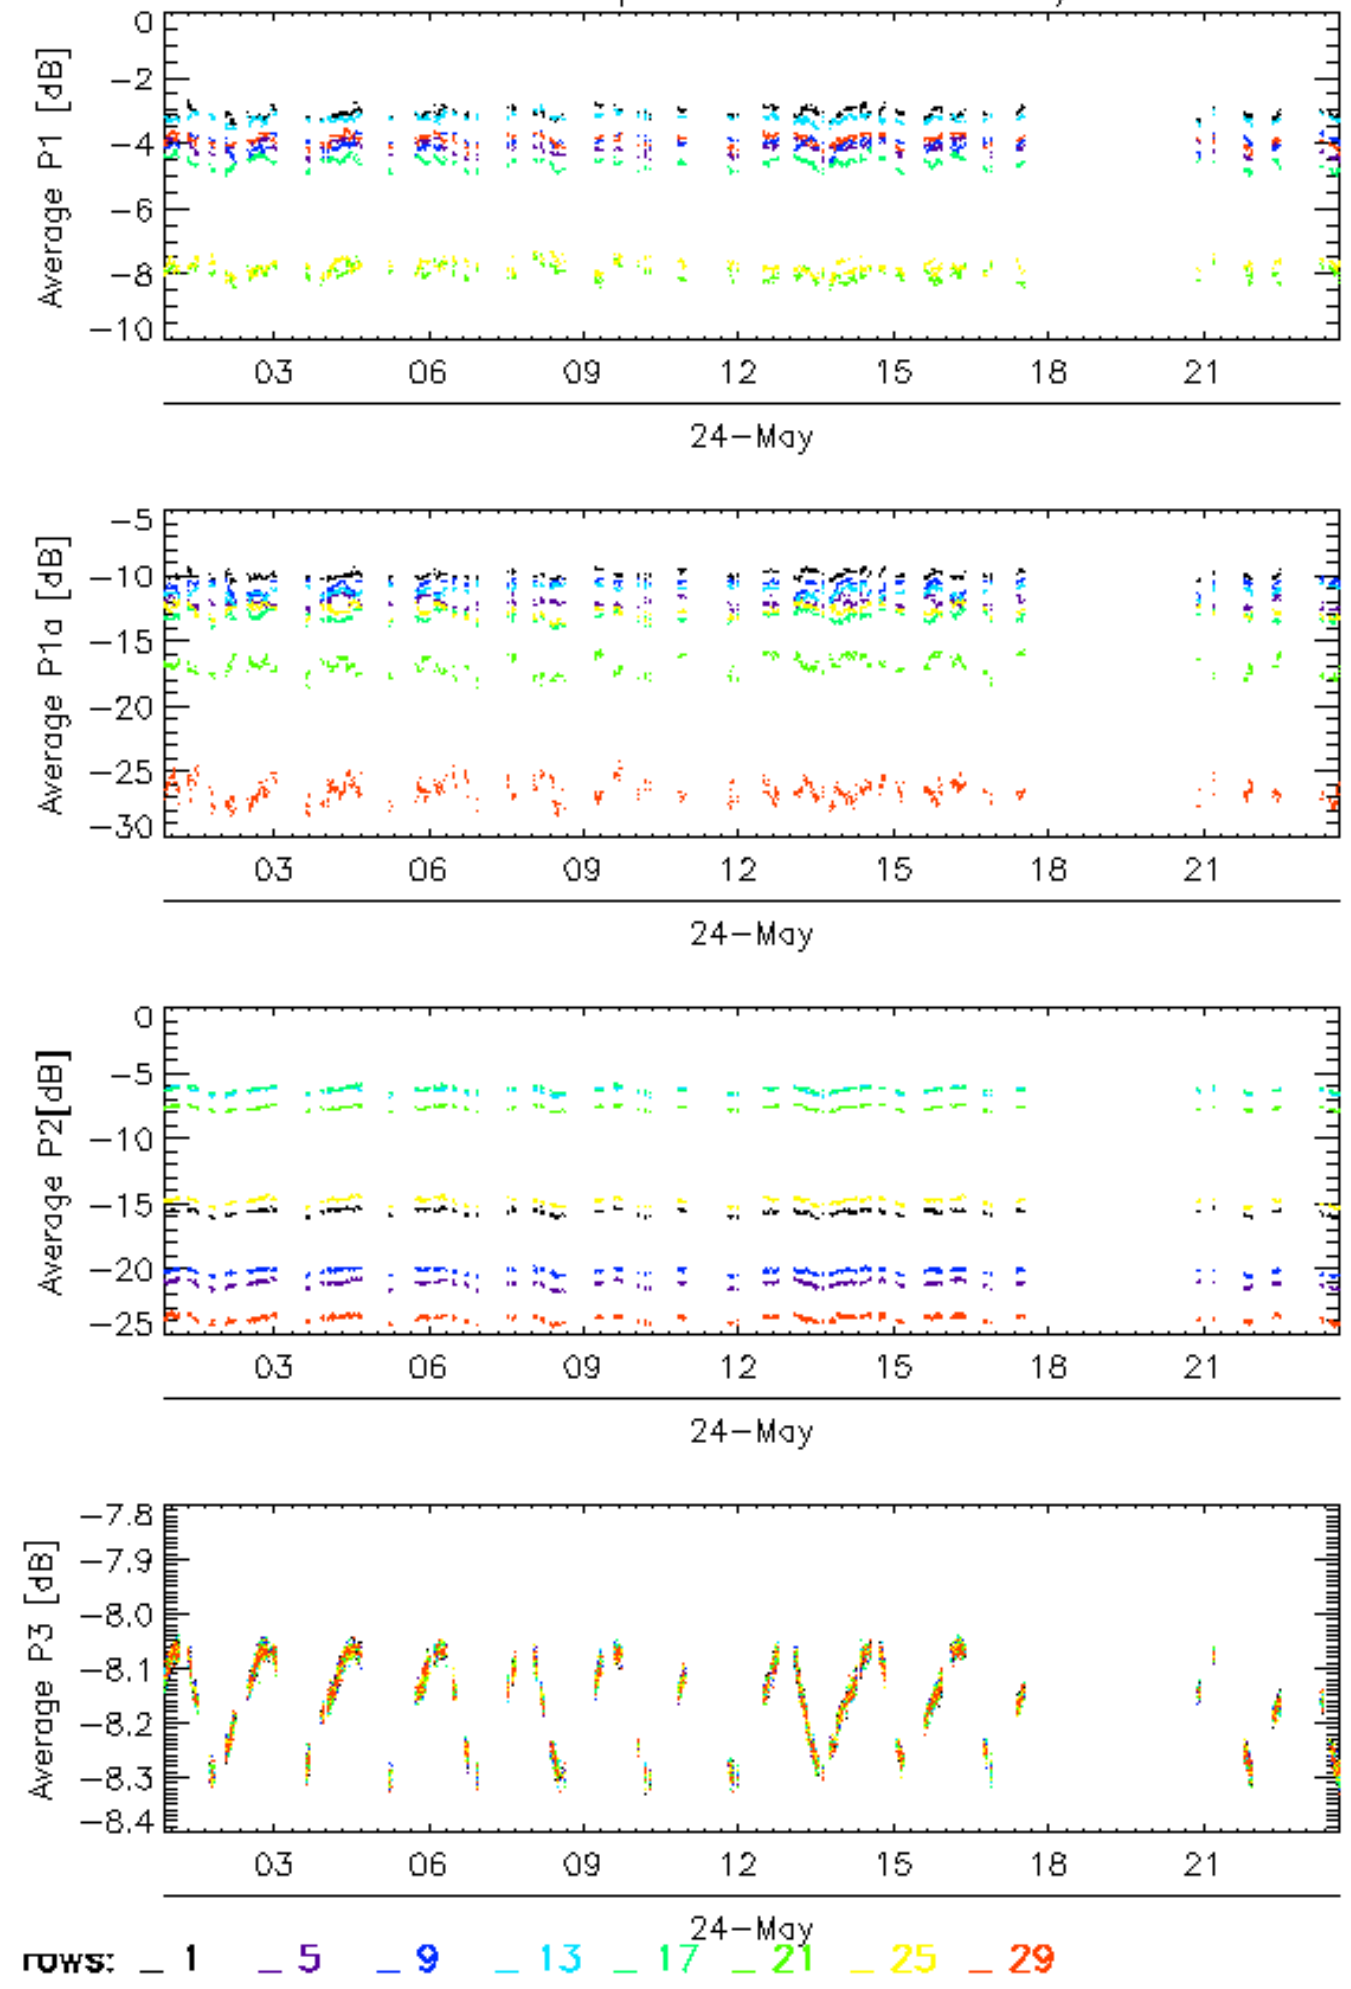 0
−2
−4
−6
−8
−10
Average P1 [dB]
03 06 09 12 15 18 21
24−May
−5
−10
−15
−20
−25
−30
Average P1a [dB]
03 06 09 12 15 18 21
24−May
0
−5
−10
−15
−20
−25
Average P2[dB]
03 06 09 12 15 18 21
24−May
−7.8
−7.9
−8.0
−8.1
−8.2
−8.3
−8.4
Average P3 [dB]
03 06 09 12 15 18 21
24−May
rows: _ 1 _ 5 _ 9 _ 13 _ 17 _ 21 _ 25 _ 29